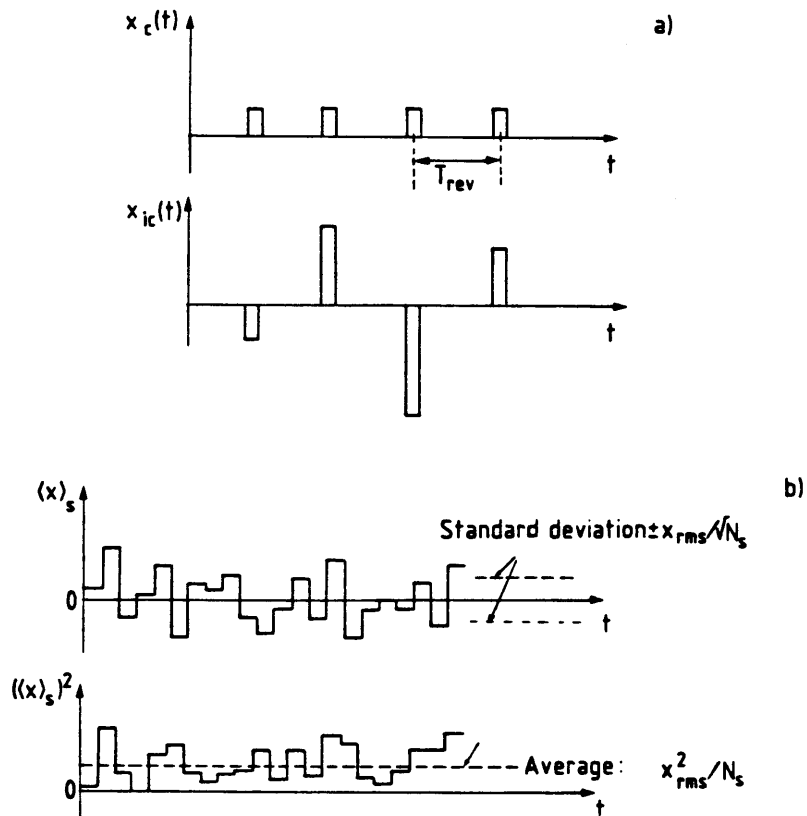 x_c(t)
a)
t
T_rev
x_ic(t)
t
⟨x⟩_s
b)
Standard deviation ± x_rms/√N_s
0
t
(⟨x⟩_s)²
Average: x²_rms/N_s
0
t